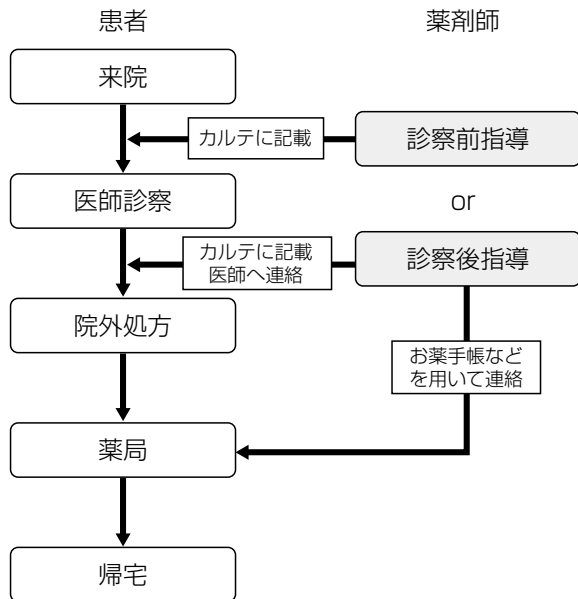 患者
薬剤師
来院
カルテに記載
診察前指導
医師診察
or
カルテに記載
医師へ連絡
診察後指導
院外処方
お薬手帳など
を用いて連絡
薬局
帰宅